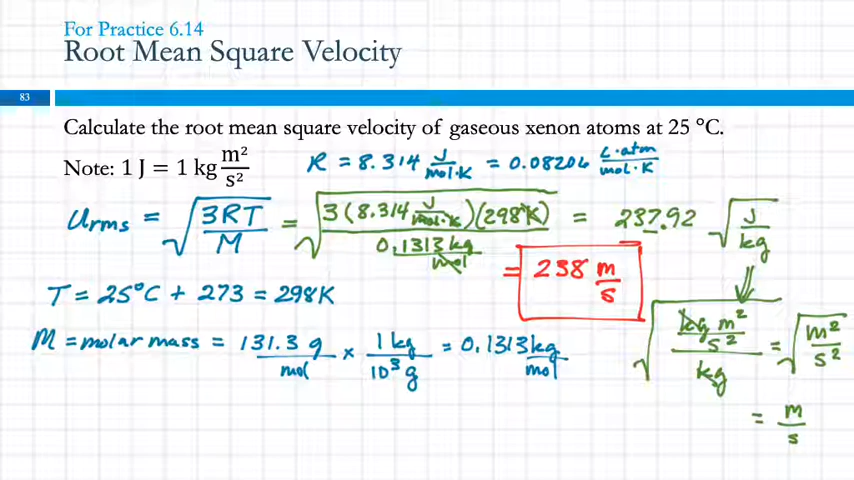 For Practice 6.14
Root Mean Square Velocity
83
Calculate the root mean square velocity of gaseous xenon atoms at 25 °C.
Note: 1 J = 1 kg m²/s²
R = 8.314 J/mol·K = 0.08206 L·atm/mol·K
Urms = √(3RT/M) = √(3(8.314 J/mol·K)(298K)/0.1313 kg/mol) = 237.92 √(J/kg)
= 238 m/s
T = 25°C + 273 = 298K
√((kg m²/s²)/kg) = √(m²/s²)
M = molar mass = 131.3 g/mol × 1 kg/10³ g = 0.1313 kg/mol
= m/s